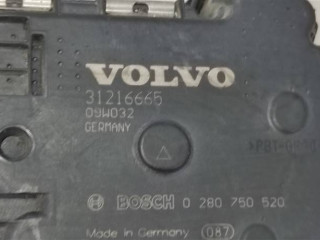 VOLVO
31216665
09W032
GERMANY
BOSCH 0 280 750 520
Made in Germany 087